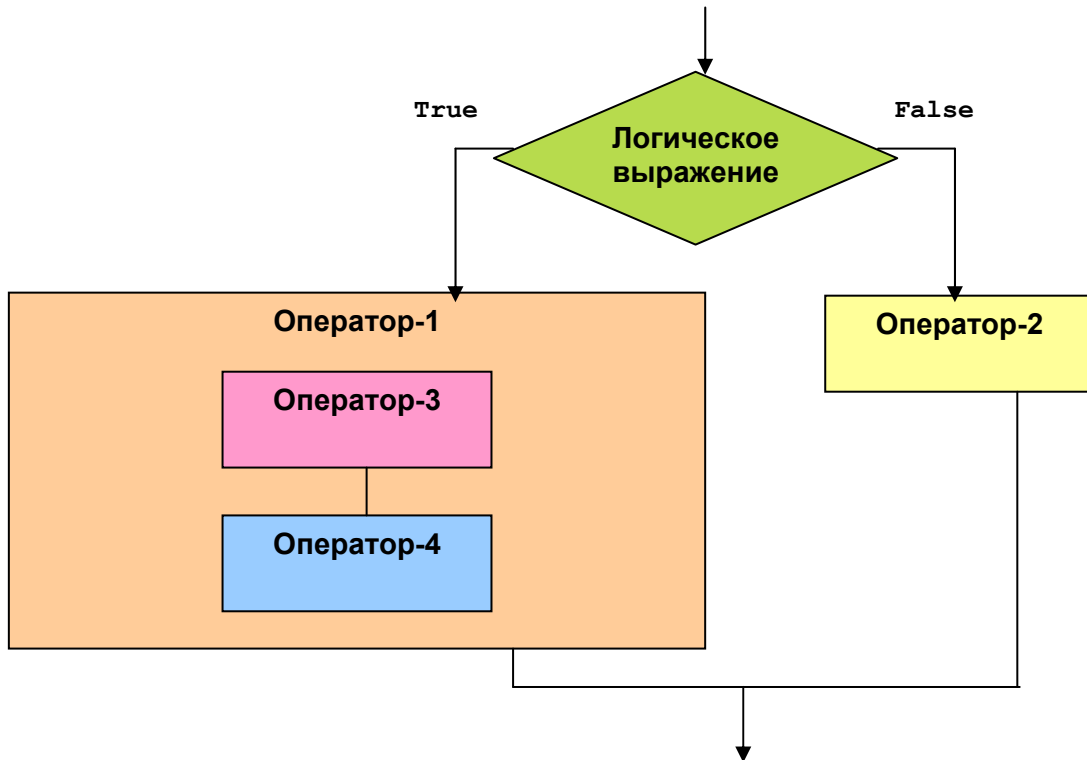 True
False
Логическое
выражение
Оператор-1
Оператор-2
Оператор-3
Оператор-4